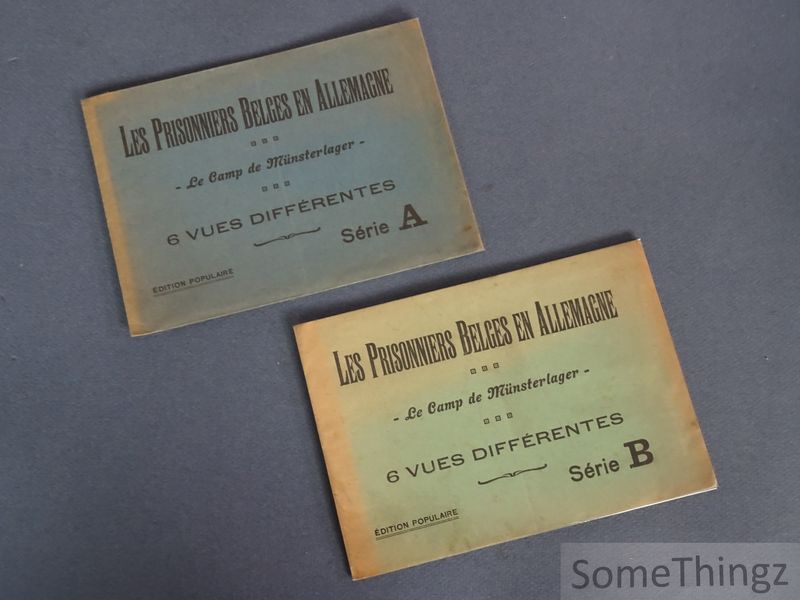 LES PRISONNIERS BELGES EN ALLEMAGNE
- Le Camp de Münsterlager -
6 VUES DIFFÉRENTES
Série A
ÉDITION POPULAIRE
LES PRISONNIERS BELGES EN ALLEMAGNE
- Le Camp de Münsterlager -
6 VUES DIFFÉRENTES
Série B
ÉDITION POPULAIRE
SomeThingz